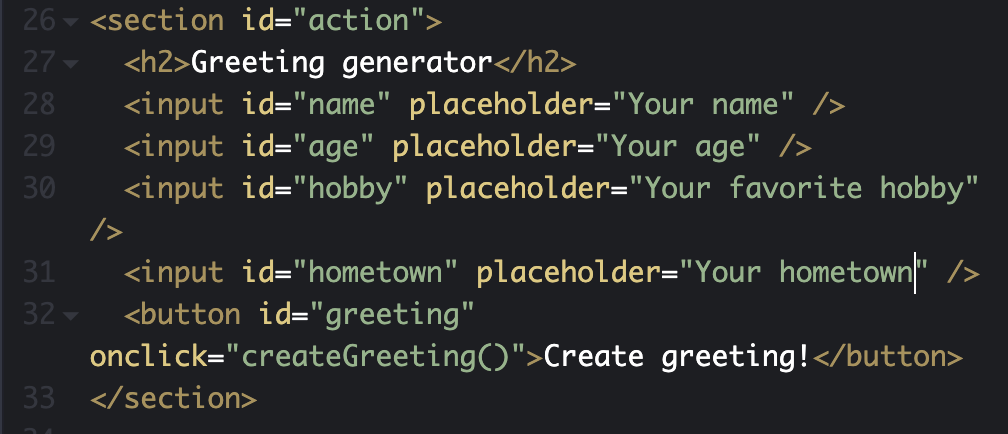 26 <section id="action">
27 <h2>Greeting generator</h2>
28 <input id="name" placeholder="Your name" />
29 <input id="age" placeholder="Your age" />
30 <input id="hobby" placeholder="Your favorite hobby"
/>
31 <input id="hometown" placeholder="Your hometown" />
32 <button id="greeting"
onclick="createGreeting()">Create greeting!</button>
33 </section>